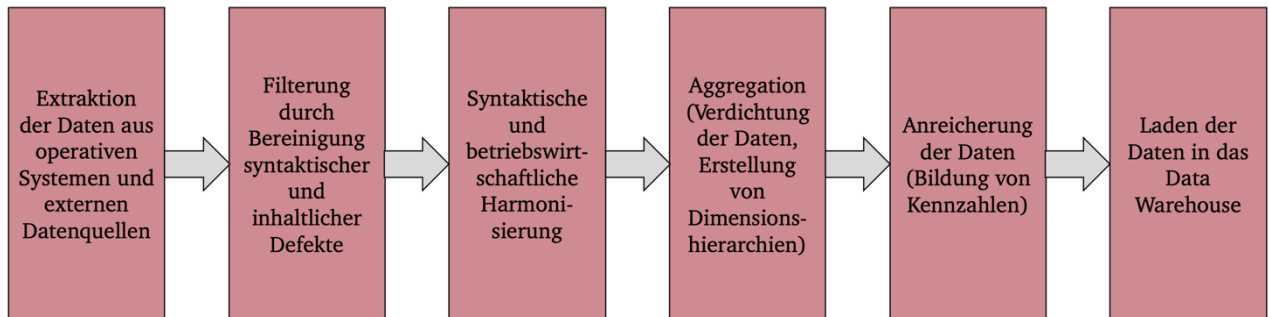 Extraktion
der Daten aus
operativen
Systemen und
externen
Datenquellen
Filterung
durch
Bereinigung
syntaktischer
und
inhaltlicher
Defekte
Syntaktische
und
betriebswirt-
schaftliche
Harmoni-
sierung
Aggregation
(Verdichtung
der Daten,
Erstellung
von
Dimensions-
hierarchien)
Anreicherung
der Daten
(Bildung von
Kennzahlen)
Laden der
Daten in das
Data
Warehouse